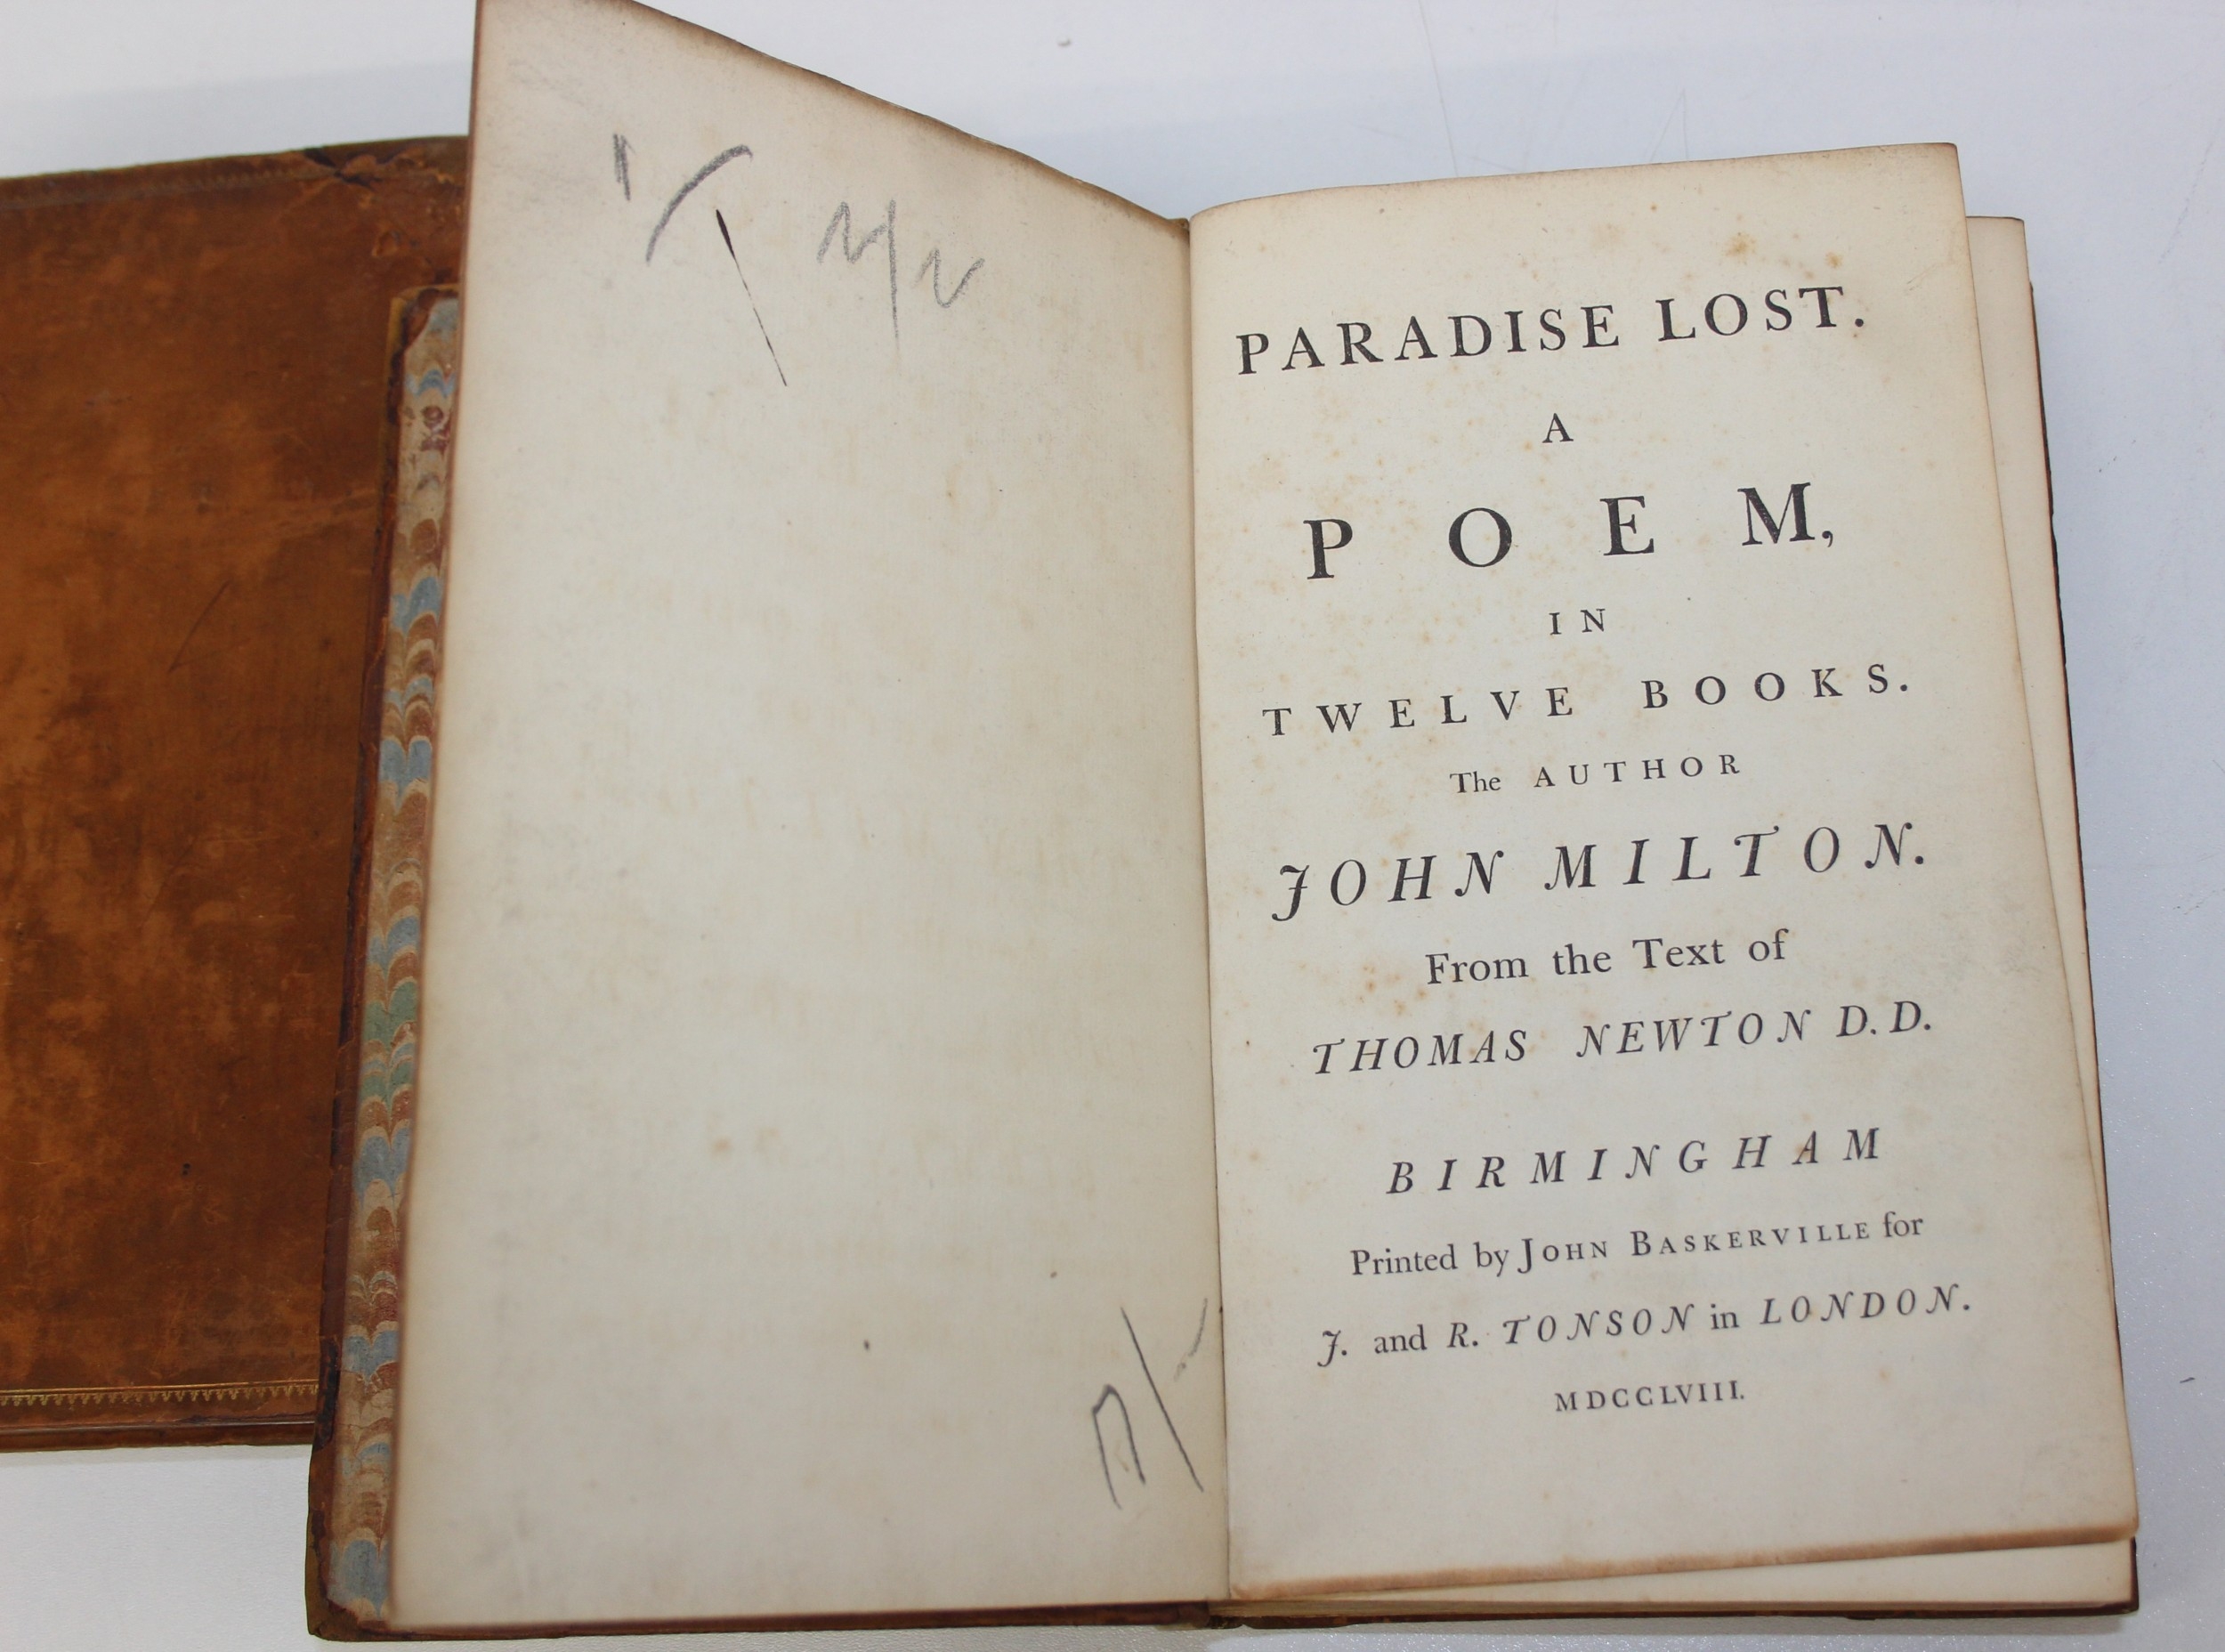 PARADISE LOST.
A
POEM,
IN
TWELVE BOOKS.
The AUTHOR
JOHN MILTON.
From the Text of
THOMAS NEWTON D.D.
BIRMINGHAM
Printed by JOHN BASKERVILLE for
J. and R. TONSON in LONDON.
MDCCLVIII.